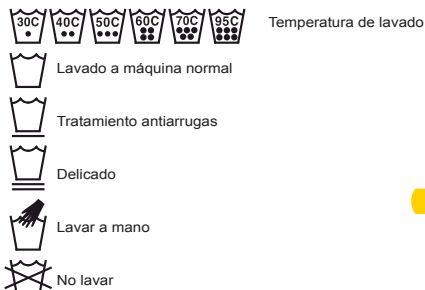 30C 40C 50C 60C 70C 95C Temperatura de lavado
Lavado a máquina normal
Tratamiento antiarrugas
Delicado
Lavar a mano
No lavar